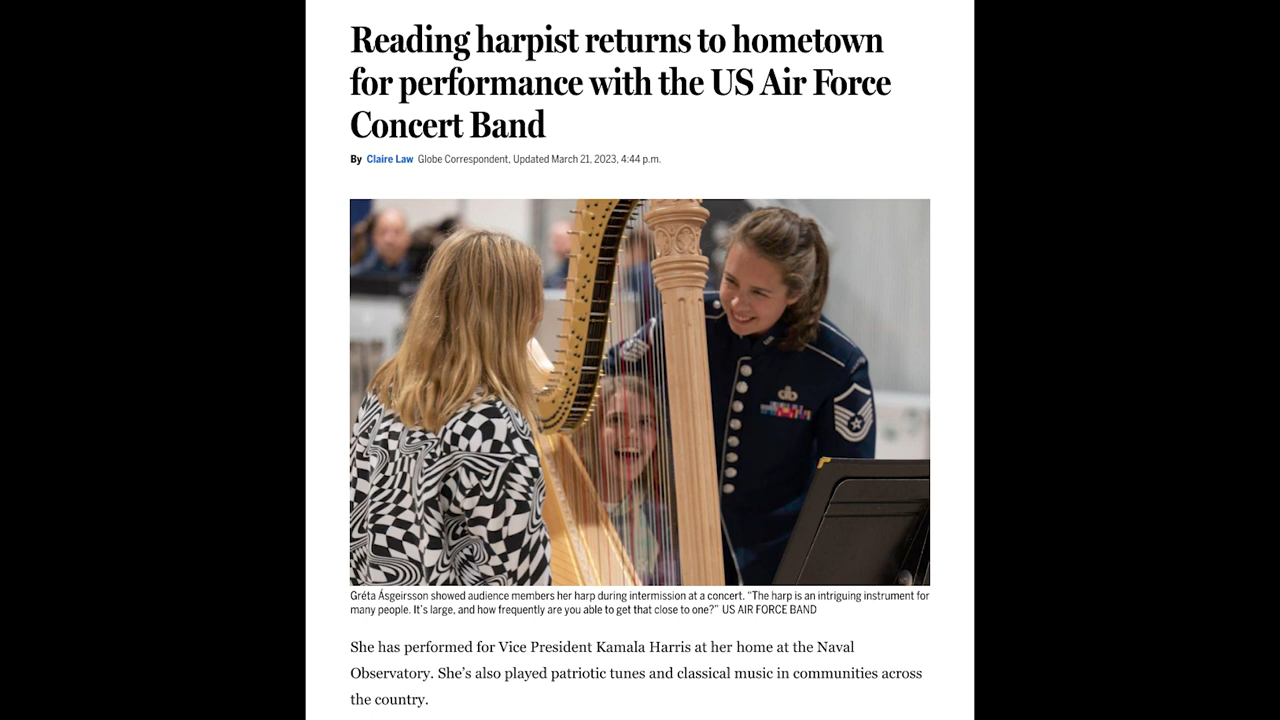 Reading harpist returns to hometown
for performance with the US Air Force
Concert Band
By Claire Law Globe Correspondent, Updated March 21, 2023, 4:44 p.m.
Gréta Ásgeirsson showed audience members her harp during intermission at a concert. “The harp is an intriguing instrument for
many people. It’s large, and how frequently are you able to get that close to one?” US AIR FORCE BAND
She has performed for Vice President Kamala Harris at her home at the Naval
Observatory. She’s also played patriotic tunes and classical music in communities across
the country.